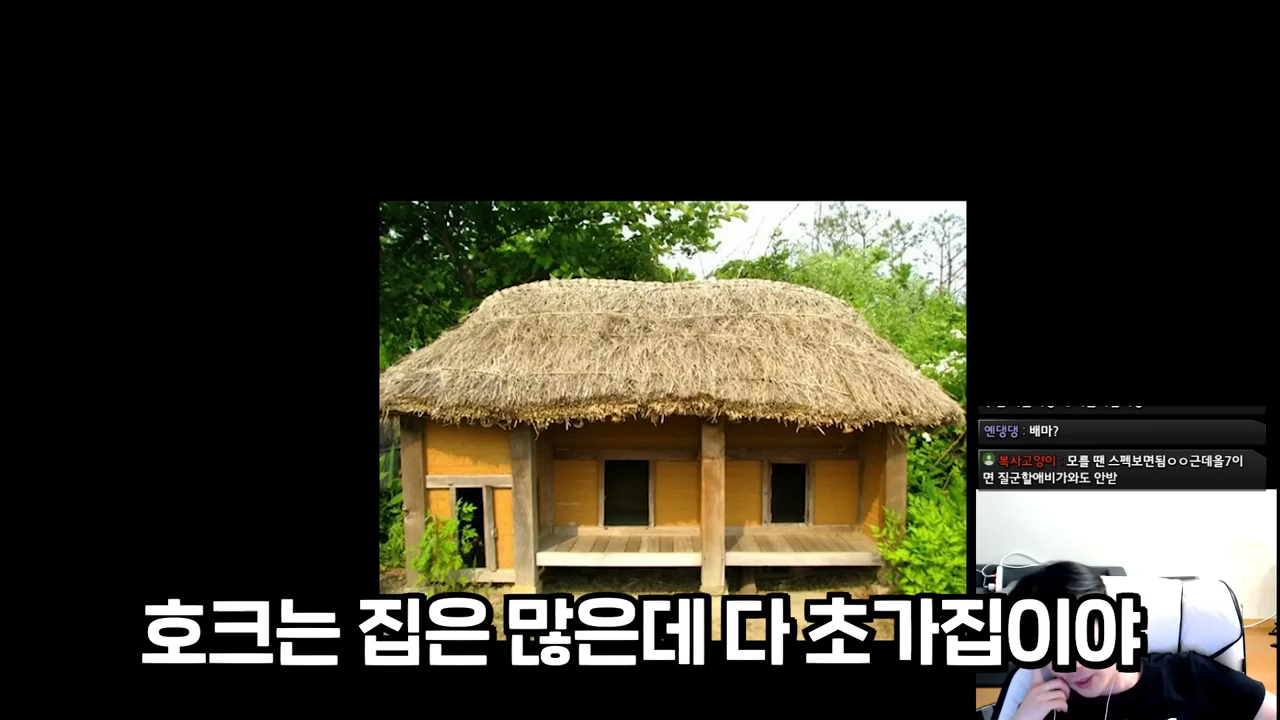 옌댕댕 : 배마?
복사고양이 : 모를 땐 스펙보면됨ㅇㅇ근데올7이
면 질군할애비가와도 안받
호크는 집은 많은데 다 초가집이야